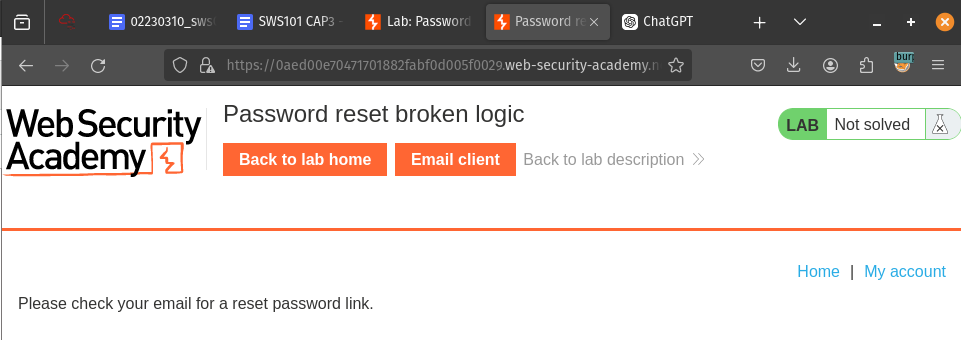 02230310_sws
SWS101 CAP3 -
Lab: Password
Password re
ChatGPT
https://0aed00e70471701882fabf0d005f0029.web-security-academy.n
bur
Web Security Academy
Password reset broken logic
LAB
Not solved
Back to lab home
Email client
Back to lab description
Home | My account
Please check your email for a reset password link.